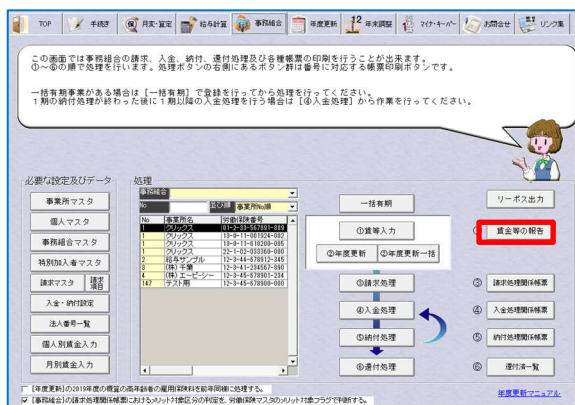 TOP
手続き
月変・算定
給与計算
事務組合
年度更新
12
年末調整
マイナ・キーパー
お問合せ
リンク集
この画面では事務組合の請求、入金、納付、還付処理及び各種帳票の印刷を行うことが出来ます。
①～⑥の順で処理を行います。処理ボタンの右側にあるボタン群は番号に対応する帳票印刷ボタンです。
一括有期事業がある場合は [一括有期] で登録を行ってから処理を行ってください。
1期の納付処理が終わった後に1期以降の入金処理を行う場合は [④入金処理] から作業を行ってください。
必要な設定及びデータ
事業所マスタ
個人マスタ
事務組合マスタ
特別加入者マスタ
請求マスタ
請求項目
入金・納付設定
法人番号一覧
個人別賃金入力
月別賃金入力
処理
事務組合
No
並び順
事業所No順
No
事業所名
労働保険番号
1 クリックス 01-2-33-567891-889
1 クリックス 13-0-11-001924-002
1 クリックス 13-0-11-610200-005
1 クリックス 22-1-02-033360-000
2 給与サンプル 12-3-44-678912-345
3 (株) 千葉 12-3-41-234567-890
4 (株) エービーシー 12-3-45-678901-234
147 テスト用 12-3-45-678900-000
一括有期
①賃等入力
②年度更新
②年度更新一括
③請求処理
④入金処理
⑤納付処理
⑥還付処理
リーボス出力
賃金等の報告
③ 請求処理関係帳票
④ 入金処理関係帳票
⑤ 納付処理関係帳票
⑥ 還付済一覧
[年度更新]の2019年度の概算の高年齢者の雇用保険料を前年同様に処理する。
[事務組合]の請求処理関係帳票におけるメリット対象区分の判定を、労働保険マスタのメリット対象フラグで判断する。
年度更新マニュアル